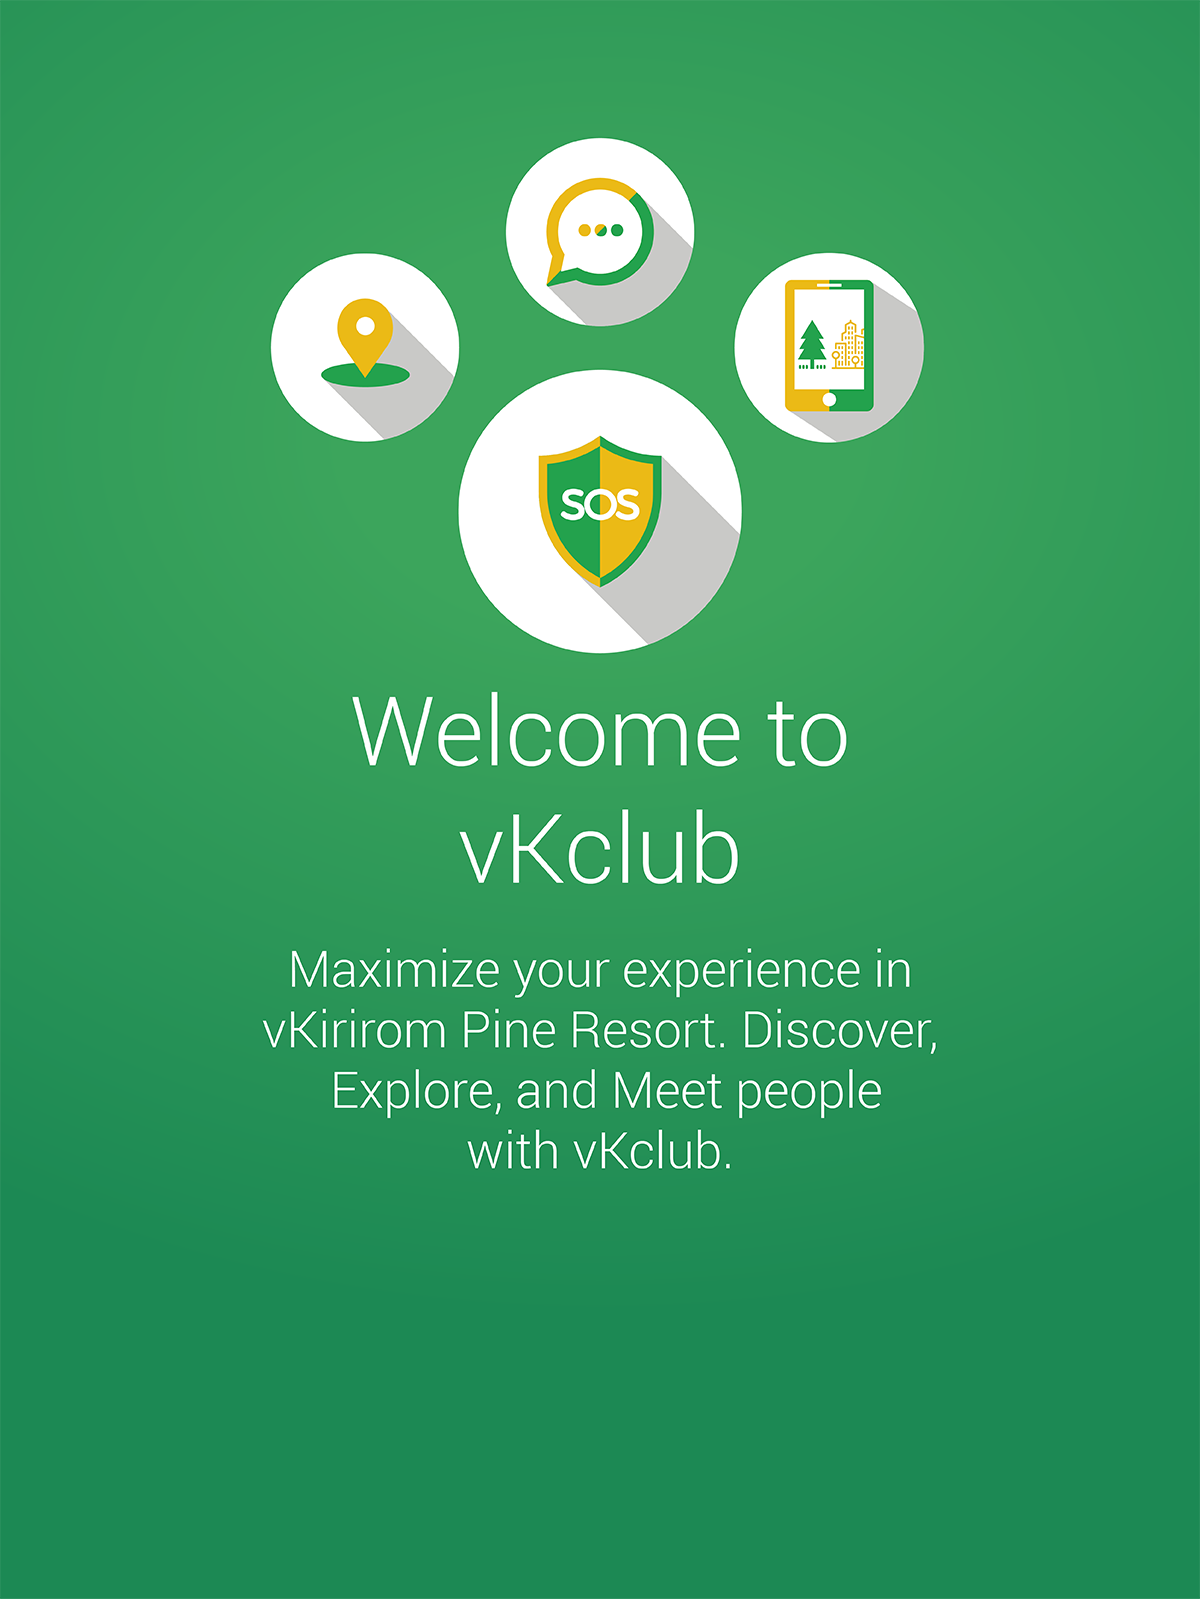 SOS
Welcome to
vKclub
Maximize your experience in
vKirirom Pine Resort. Discover,
Explore, and Meet people
with vKclub.